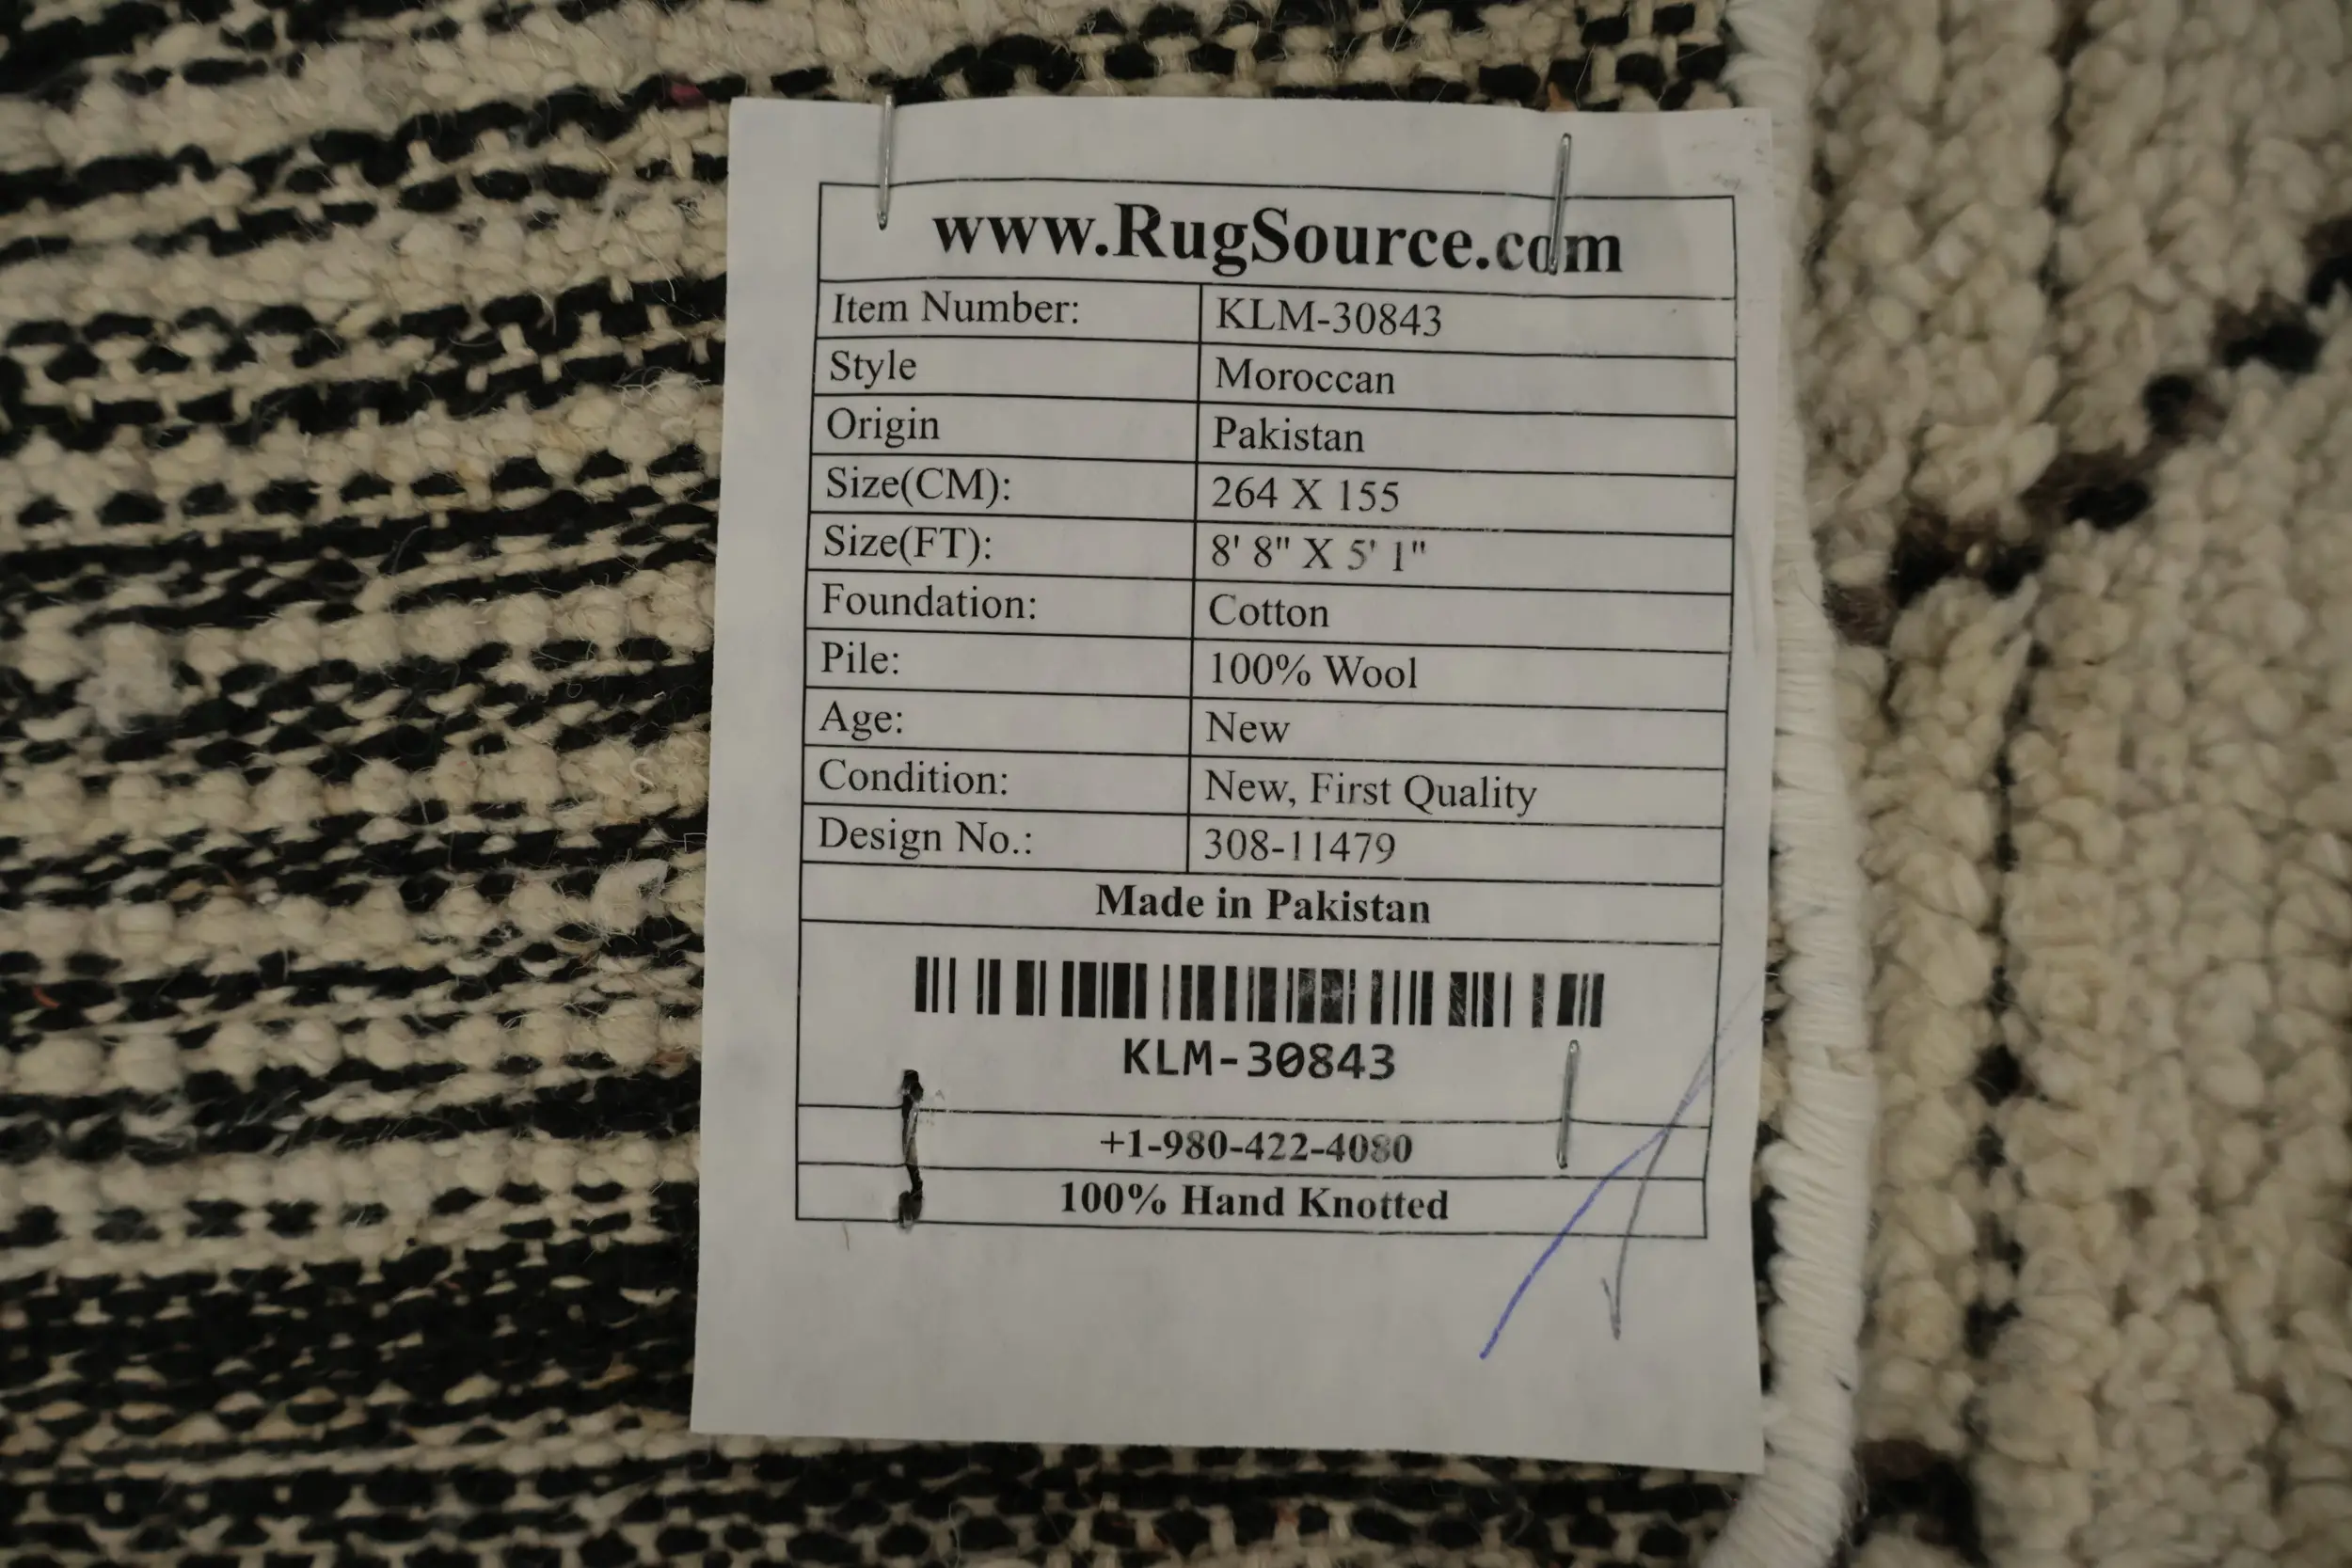 www.RugSource.com
Item Number: KLM-30843
Style Moroccan
Origin Pakistan
Size(CM): 264 X 155
Size(FT): 8' 8" X 5' 1"
Foundation: Cotton
Pile: 100% Wool
Age: New
Condition: New, First Quality
Design No.: 308-11479
Made in Pakistan
KLM-30843
+1-980-422-4080
100% Hand Knotted